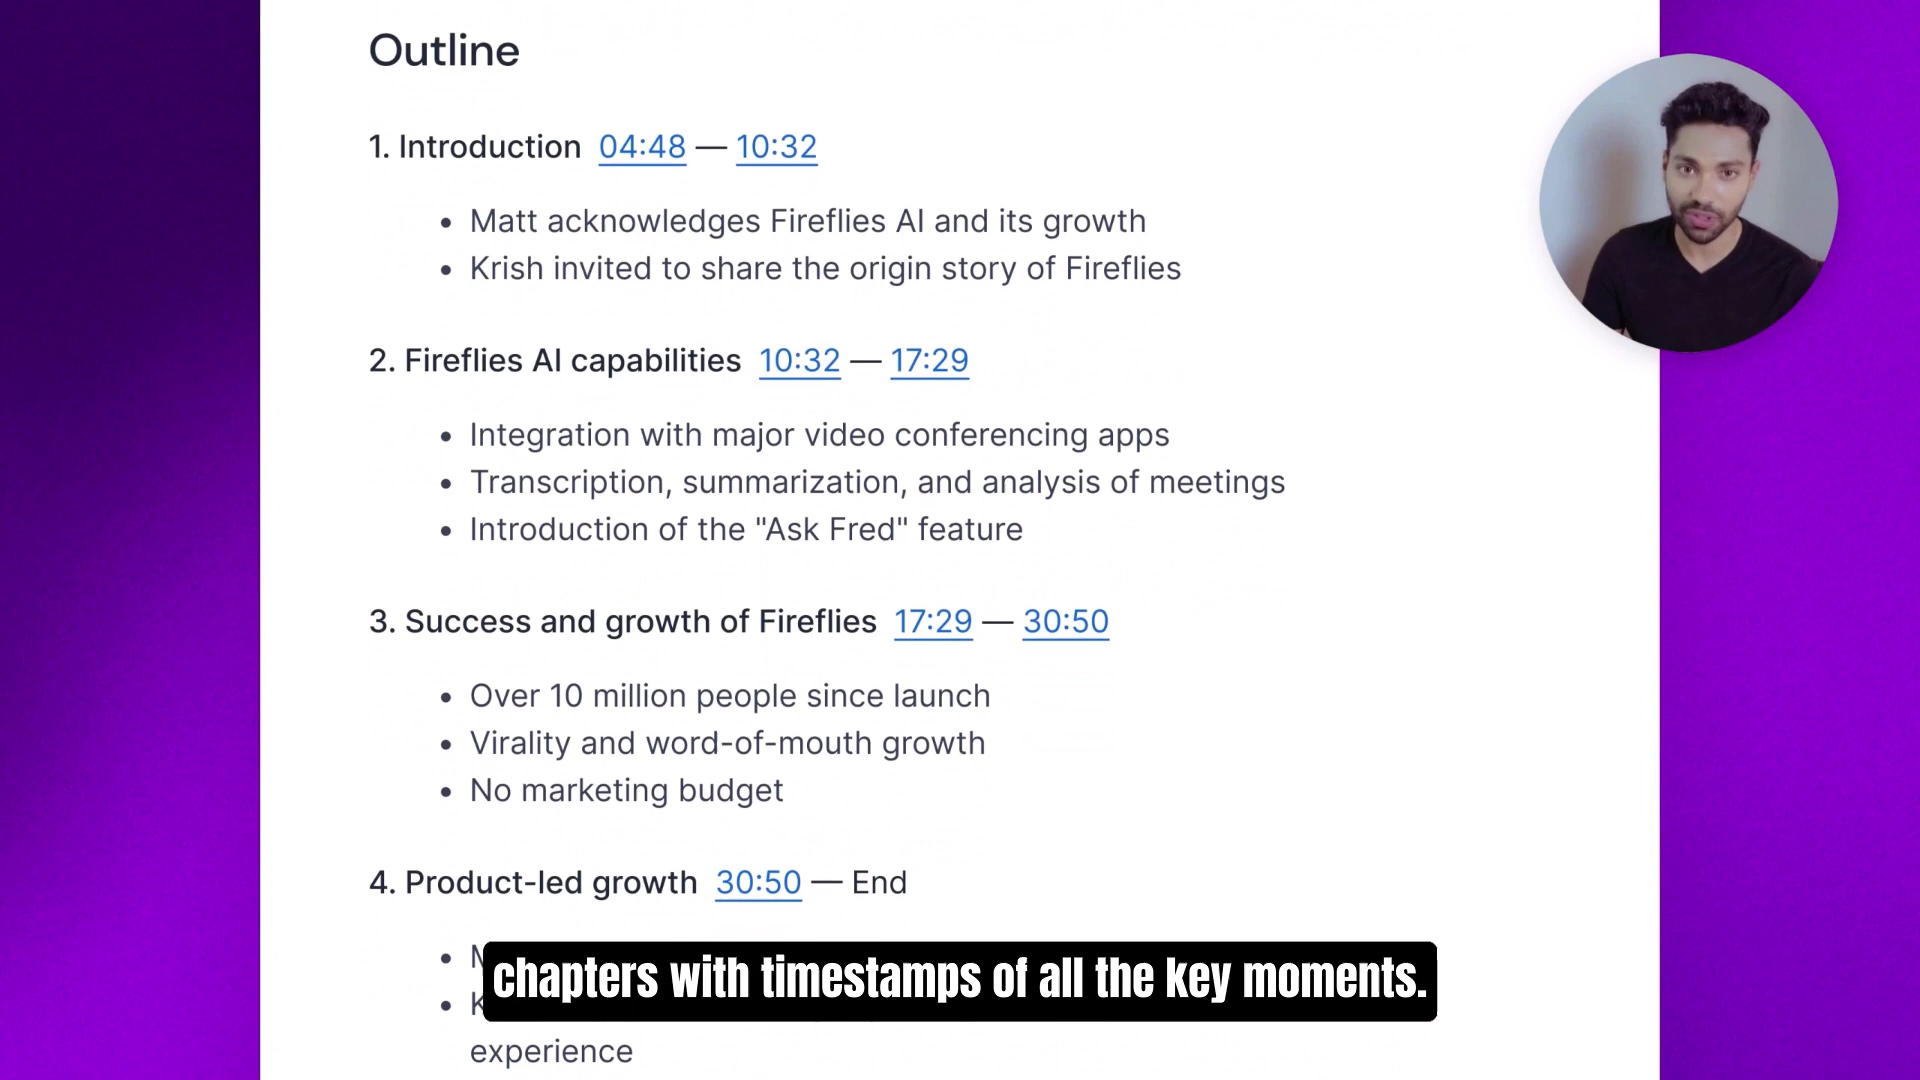 Outline
1. Introduction 04:48 — 10:32
• Matt acknowledges Fireflies AI and its growth
• Krish invited to share the origin story of Fireflies
2. Fireflies AI capabilities 10:32 — 17:29
• Integration with major video conferencing apps
• Transcription, summarization, and analysis of meetings
• Introduction of the "Ask Fred" feature
3. Success and growth of Fireflies 17:29 — 30:50
• Over 10 million people since launch
• Virality and word-of-mouth growth
• No marketing budget
4. Product-led growth 30:50 — End
chapters with timestamps of all the key moments.
experience